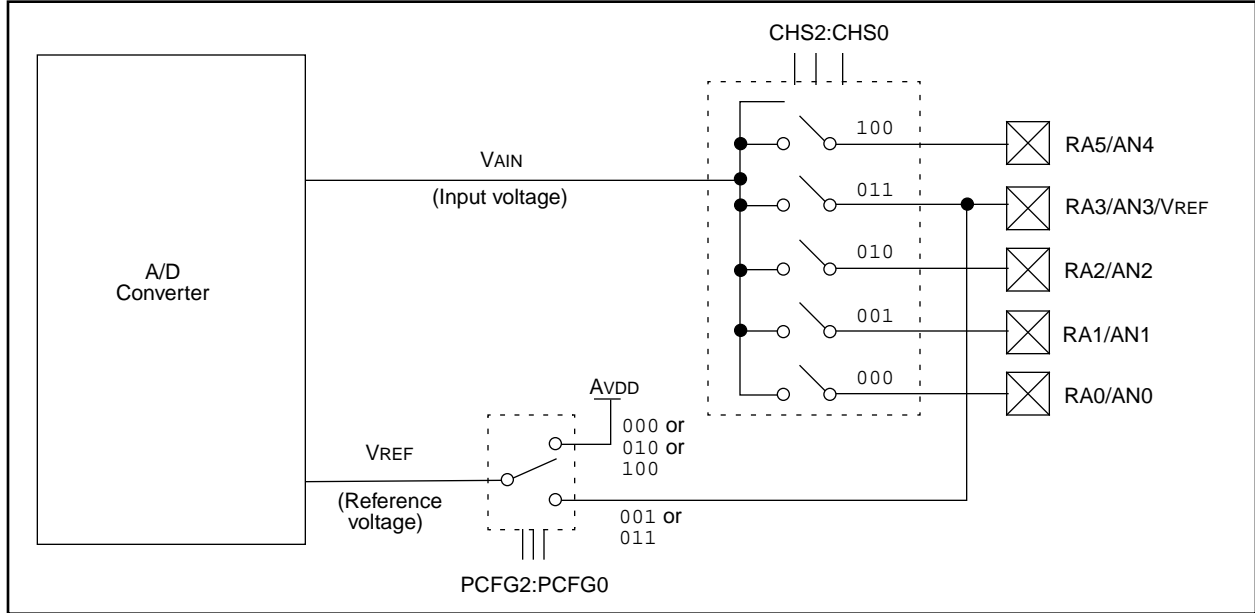 CHS2:CHS0
100
RA5/AN4
VAIN
(Input voltage)
011
RA3/AN3/VREF
010
RA2/AN2
A/D
Converter
001
RA1/AN1
000
RA0/AN0
AVDD
000 or
010 or
100
VREF
(Reference
voltage)
001 or
011
PCFG2:PCFG0